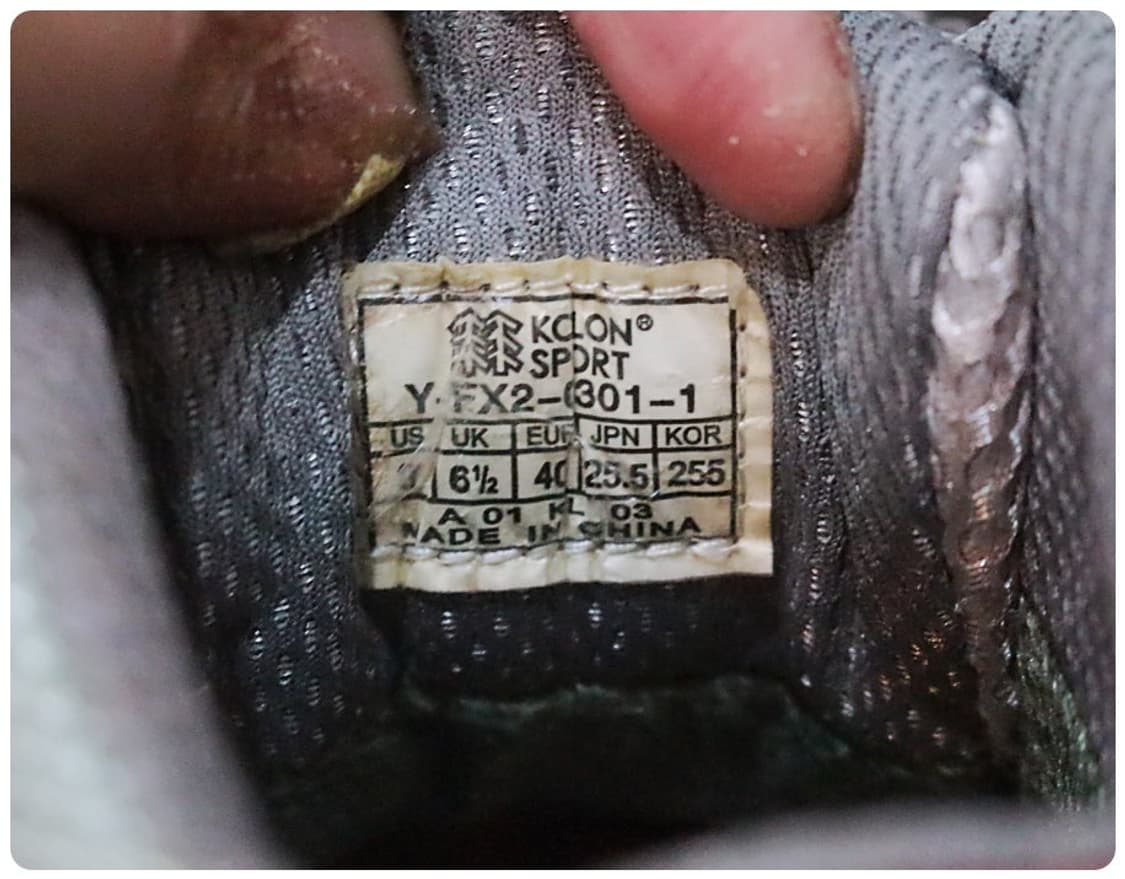 KOLON®
SPORT
Y-FX2-0301-1
US UK EUR JPN KOR
6½ 40 25.5 255
A 01 KL 03
MADE IN CHINA